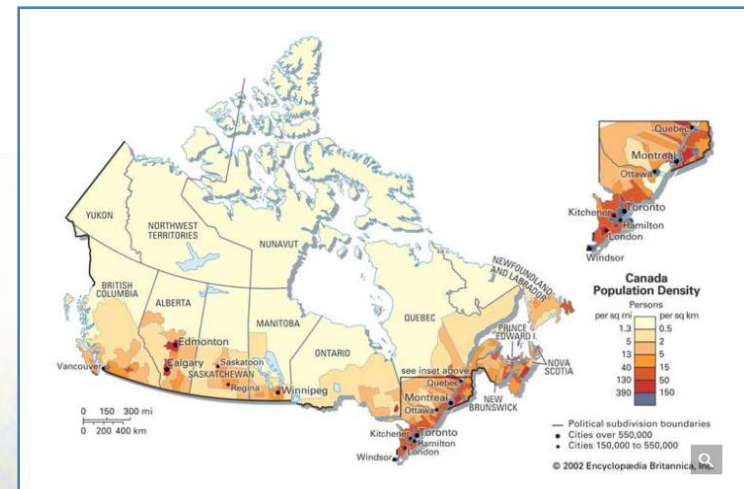 YUKON
NORTHWEST
TERRITORIES
NUNAVUT
BRITISH
COLUMBIA
ALBERTA
Edmonton
Calgary
Vancouver
Saskatoon
SASKATCHEWAN
Regina
MANITOBA
Winnipeg
ONTARIO
QUEBEC
NEWFOUNDLAND
AND LABRADOR
PRINCE
EDWARD I.
NOVA
SCOTIA
NEW
BRUNSWICK
see inset above
Quebec
Montreal
Ottawa
Kitchener Toronto
Hamilton
London
Windsor
0 150 300 mi
0 200 400 km
Quebec
Montreal
Ottawa
Kitchener Toronto
Hamilton
London
Windsor
Canada
Population Density
Persons
per sq mi per sq km
1.3 0.5
5 2
13 5
40 15
130 50
390 150
Political subdivision boundaries
Cities over 550,000
Cities 150,000 to 550,000
© 2002 Encyclopædia Britannica, Inc.